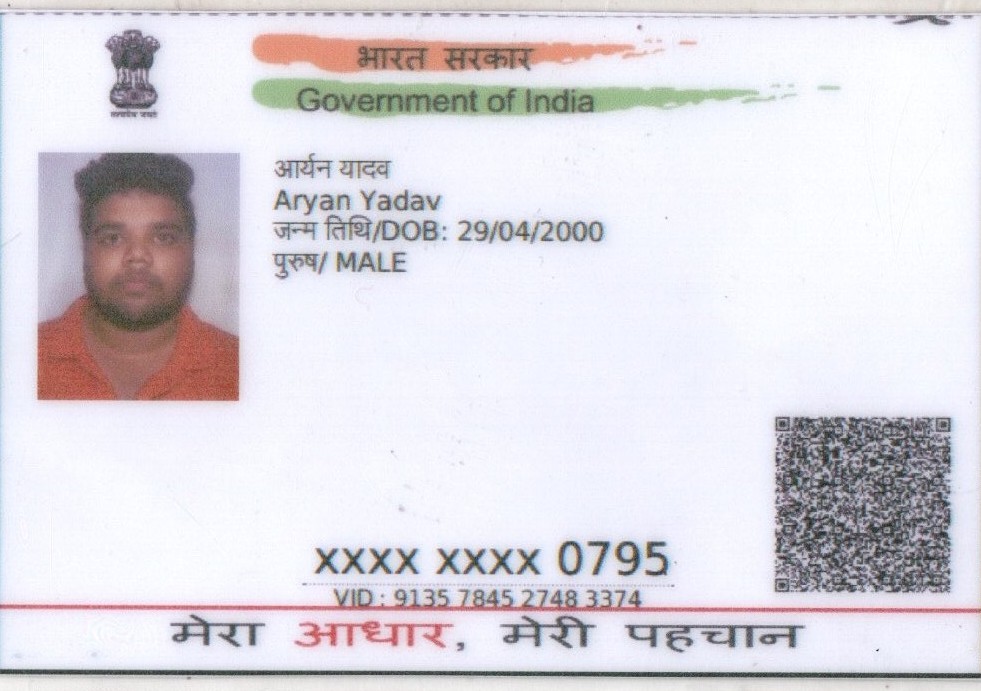 भारत सरकार
Government of India
सत्यमेव जयते
आर्यन यादव
Aryan Yadav
जन्म तिथि/DOB: 29/04/2000
पुरुष/ MALE
xxxx xxxx 0795
VID : 9135 7845 2748 3374
मेरा आधार, मेरी पहचान